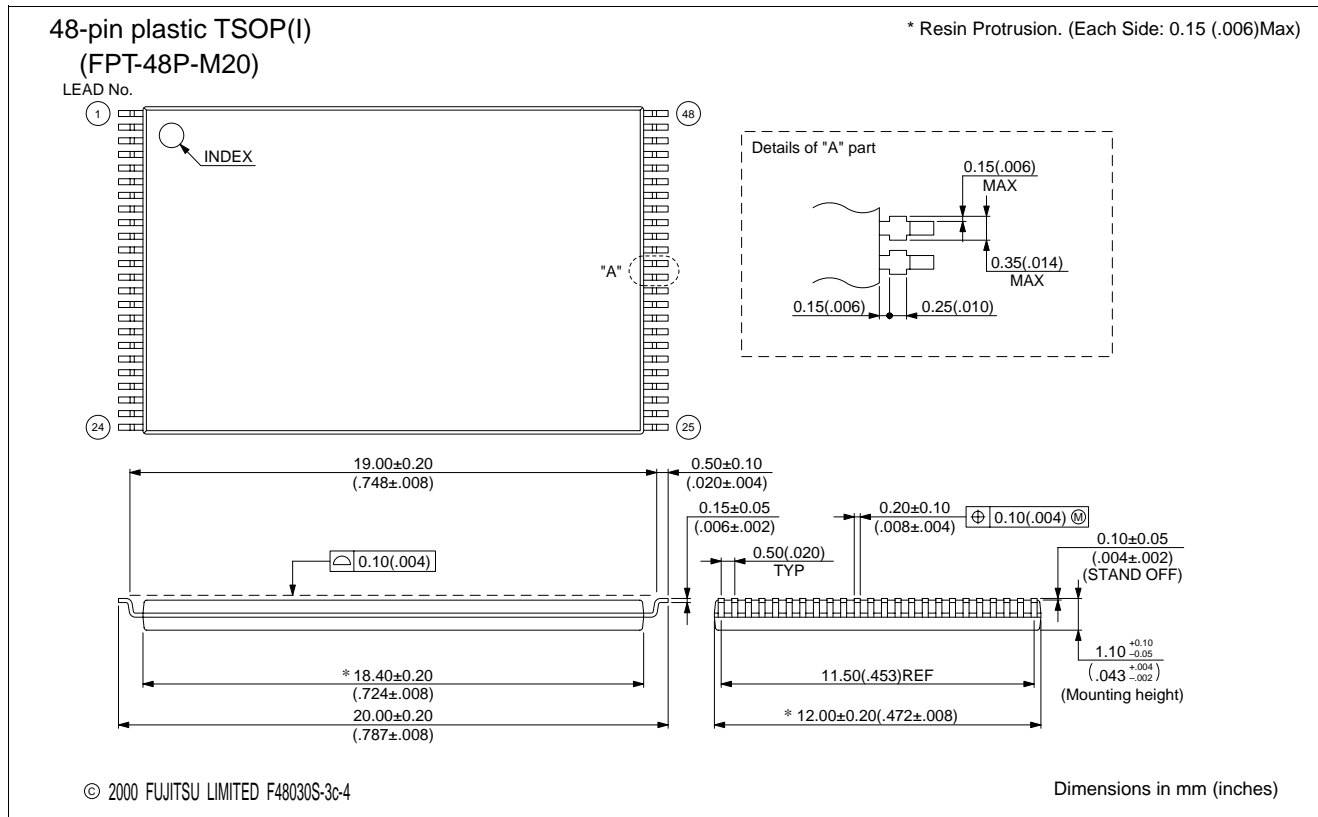 48-pin plastic TSOP(I)
(FPT-48P-M20)
* Resin Protrusion. (Each Side: 0.15 (.006)Max)
LEAD No.
1
48
INDEX
"A"
24
25
Details of "A" part
0.15(.006)
MAX
0.35(.014)
MAX
0.15(.006)
0.25(.010)
19.00±0.20
(.748±.008)
0.50±0.10
(.020±.004)
0.15±0.05
(.006±.002)
0.20±0.10
(.008±.004)
⌖ 0.10(.004) Ⓜ
0.50(.020)
TYP
0.10±0.05
(.004±.002)
(STAND OFF)
⌓ 0.10(.004)
1.10 +0.10 –0.05
(.043 +.004 –.002)
(Mounting height)
* 18.40±0.20
(.724±.008)
20.00±0.20
(.787±.008)
11.50(.453)REF
* 12.00±0.20(.472±.008)
© 2000 FUJITSU LIMITED F48030S-3c-4
Dimensions in mm (inches)